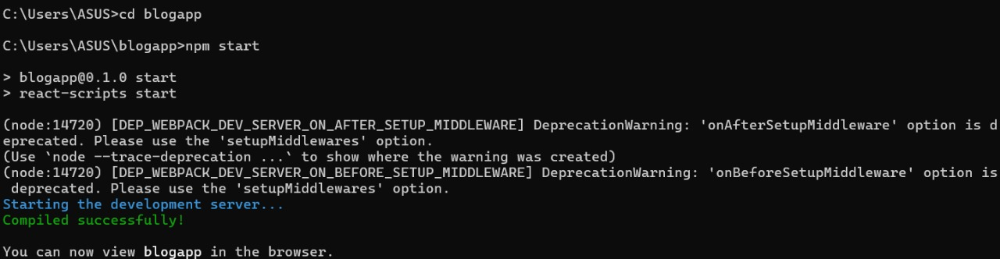 C:\Users\ASUS>cd blogapp
C:\Users\ASUS\blogapp>npm start
> blogapp@0.1.0 start
> react-scripts start
(node:14720) [DEP_WEBPACK_DEV_SERVER_ON_AFTER_SETUP_MIDDLEWARE] DeprecationWarning: 'onAfterSetupMiddleware' option is d
eprecated. Please use the 'setupMiddlewares' option.
(Use `node --trace-deprecation ...` to show where the warning was created)
(node:14720) [DEP_WEBPACK_DEV_SERVER_ON_BEFORE_SETUP_MIDDLEWARE] DeprecationWarning: 'onBeforeSetupMiddleware' option is
 deprecated. Please use the 'setupMiddlewares' option.
Starting the development server...
Compiled successfully!
You can now view blogapp in the browser.